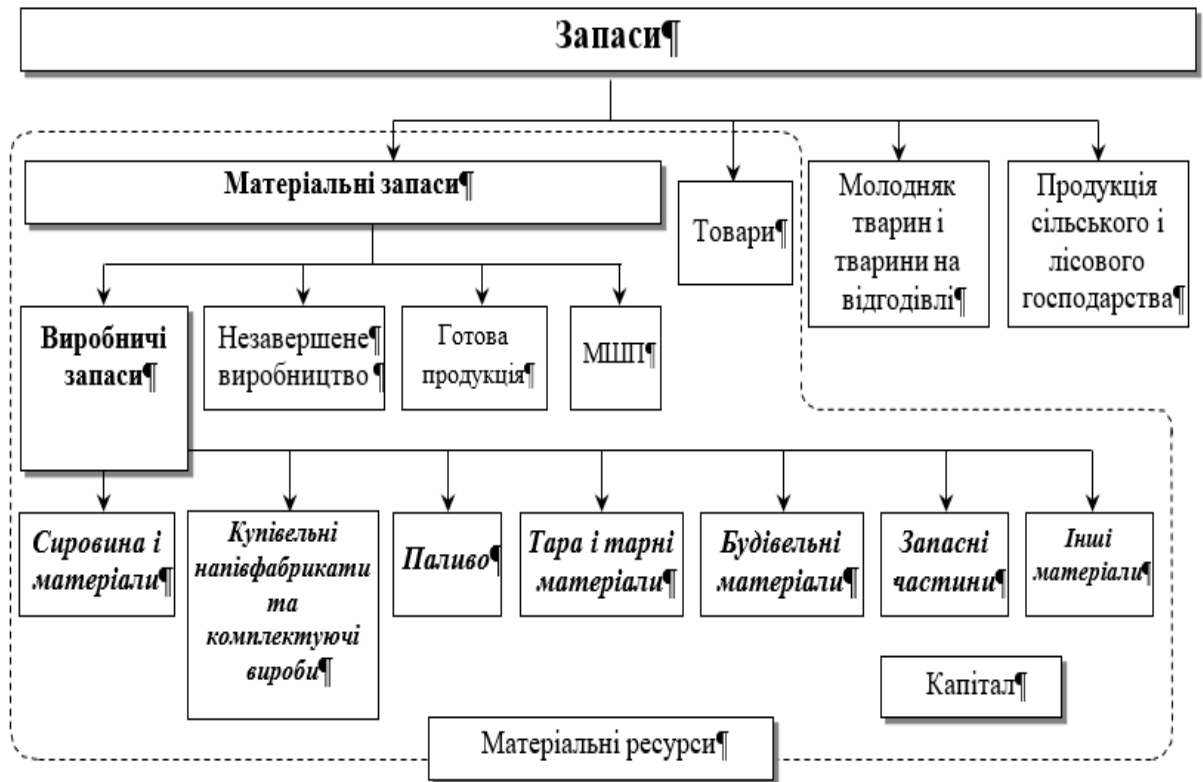 Запаси¶
Матеріальні запаси¶
Товари¶
Молодняк
тварин і
тварини на
відгодівлі¶
Продукція
сільського і
лісового
господарства¶
Виробничі
запаси¶
Незавершене¶
виробництво ¶
Готова
продукція¶
МШП¶
Сировина і
матеріали¶
Купівельні
напівфабрикати
та
комплектуючі
вироби¶
Паливо¶
Тара і тарні
матеріали¶
Будівельні
матеріали¶
Запасні
частини¶
Інші
матеріали¶
Капітал¶
Матеріальні ресурси¶